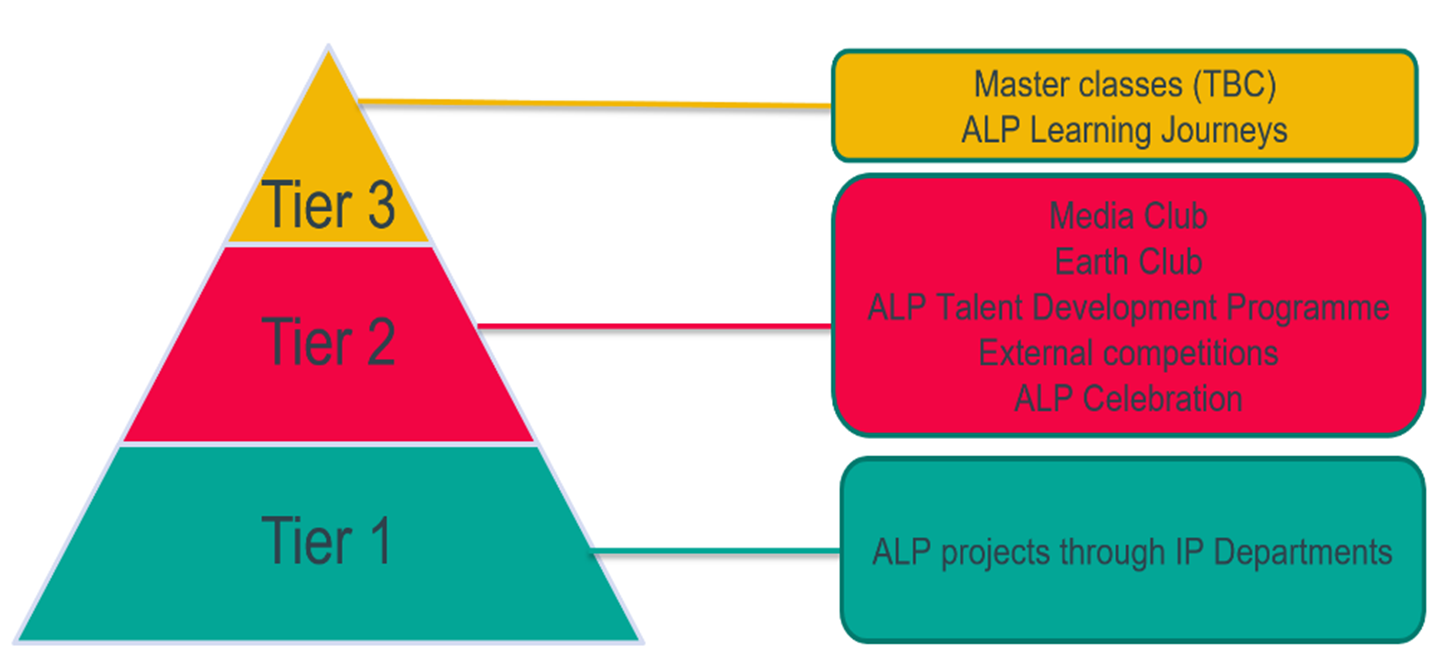 Tier 3
Master classes (TBC)
ALP Learning Journeys
Tier 2
Media Club
Earth Club
ALP Talent Development Programme
External competitions
ALP Celebration
Tier 1
ALP projects through IP Departments